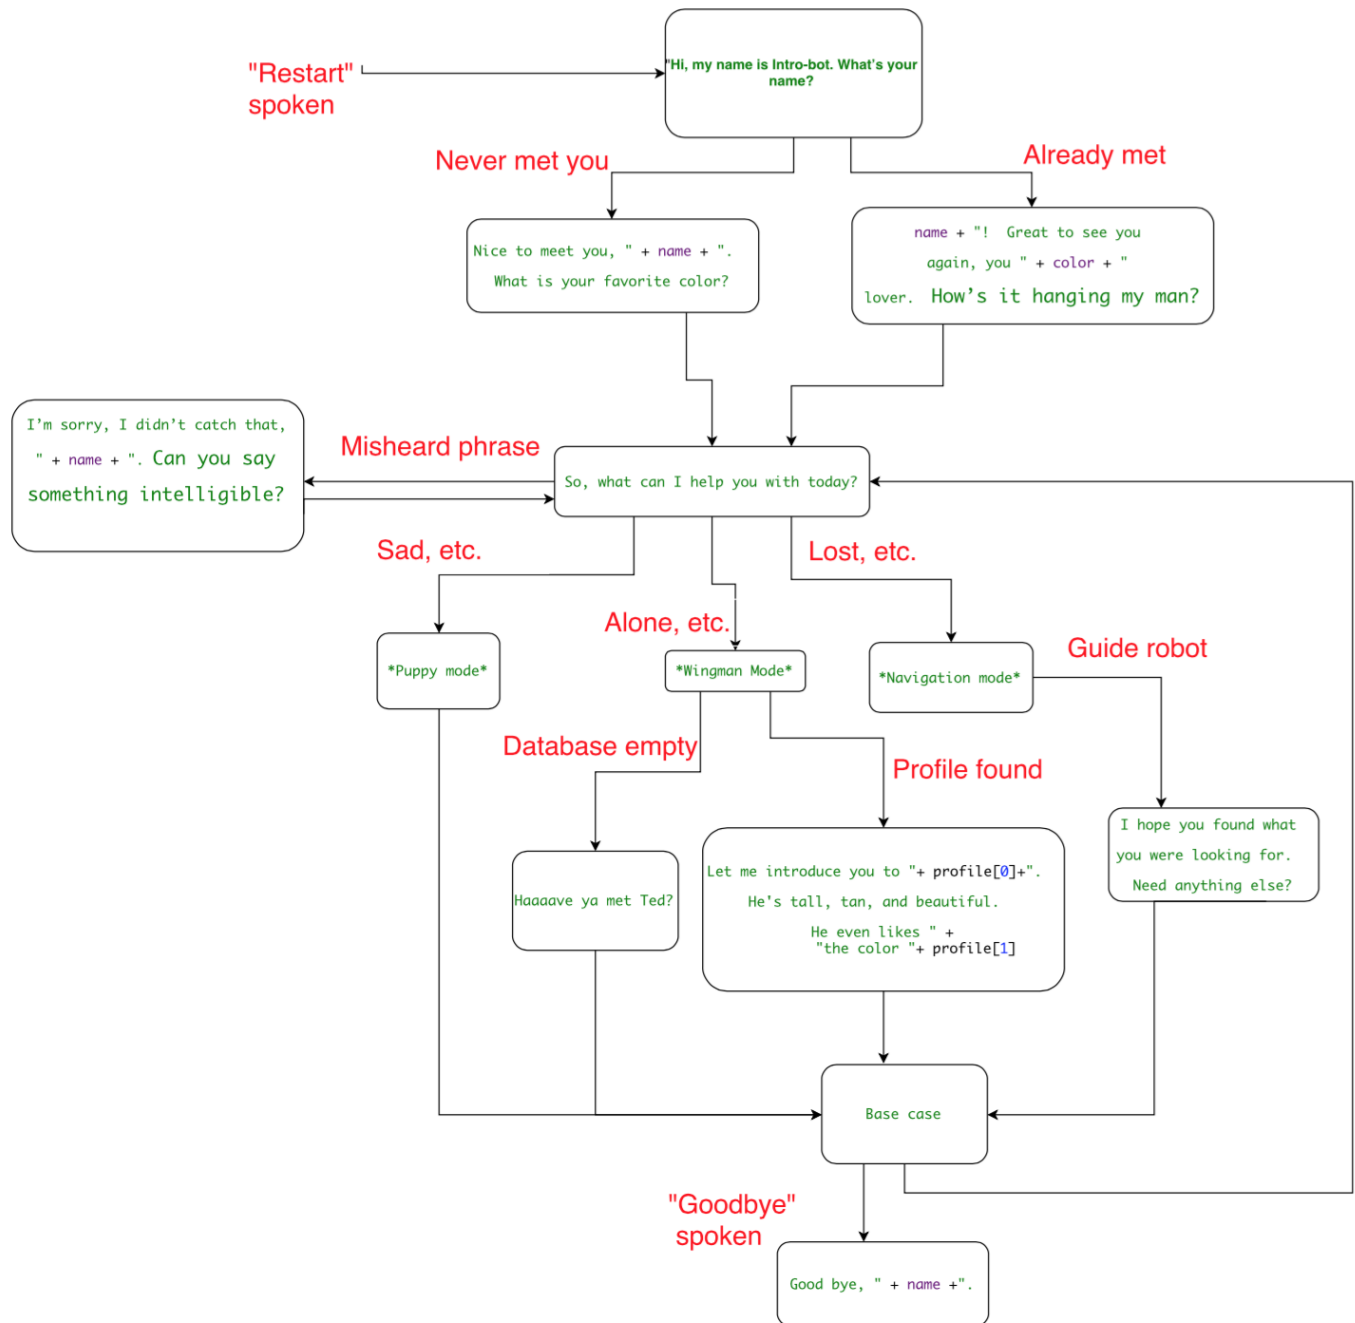 "Hi, my name is Intro-bot. What's your
name?
"Restart"
spoken
Never met you
Already met
Nice to meet you, " + name + ".
What is your favorite color?
name + "!  Great to see you
again, you " + color + "
lover.  How's it hanging my man?
I'm sorry, I didn't catch that,
" + name + ". Can you say
something intelligible?
Misheard phrase
So, what can I help you with today?
Sad, etc.
Alone, etc.
Lost, etc.
*Puppy mode*
*Wingman Mode*
*Navigation mode*
Guide robot
Database empty
Profile found
Haaaave ya met Ted?
Let me introduce you to "+ profile[0]+".
He's tall, tan, and beautiful.
He even likes " +
"the color "+ profile[1]
I hope you found what
you were looking for.
Need anything else?
Base case
"Goodbye"
spoken
Good bye, " + name +".